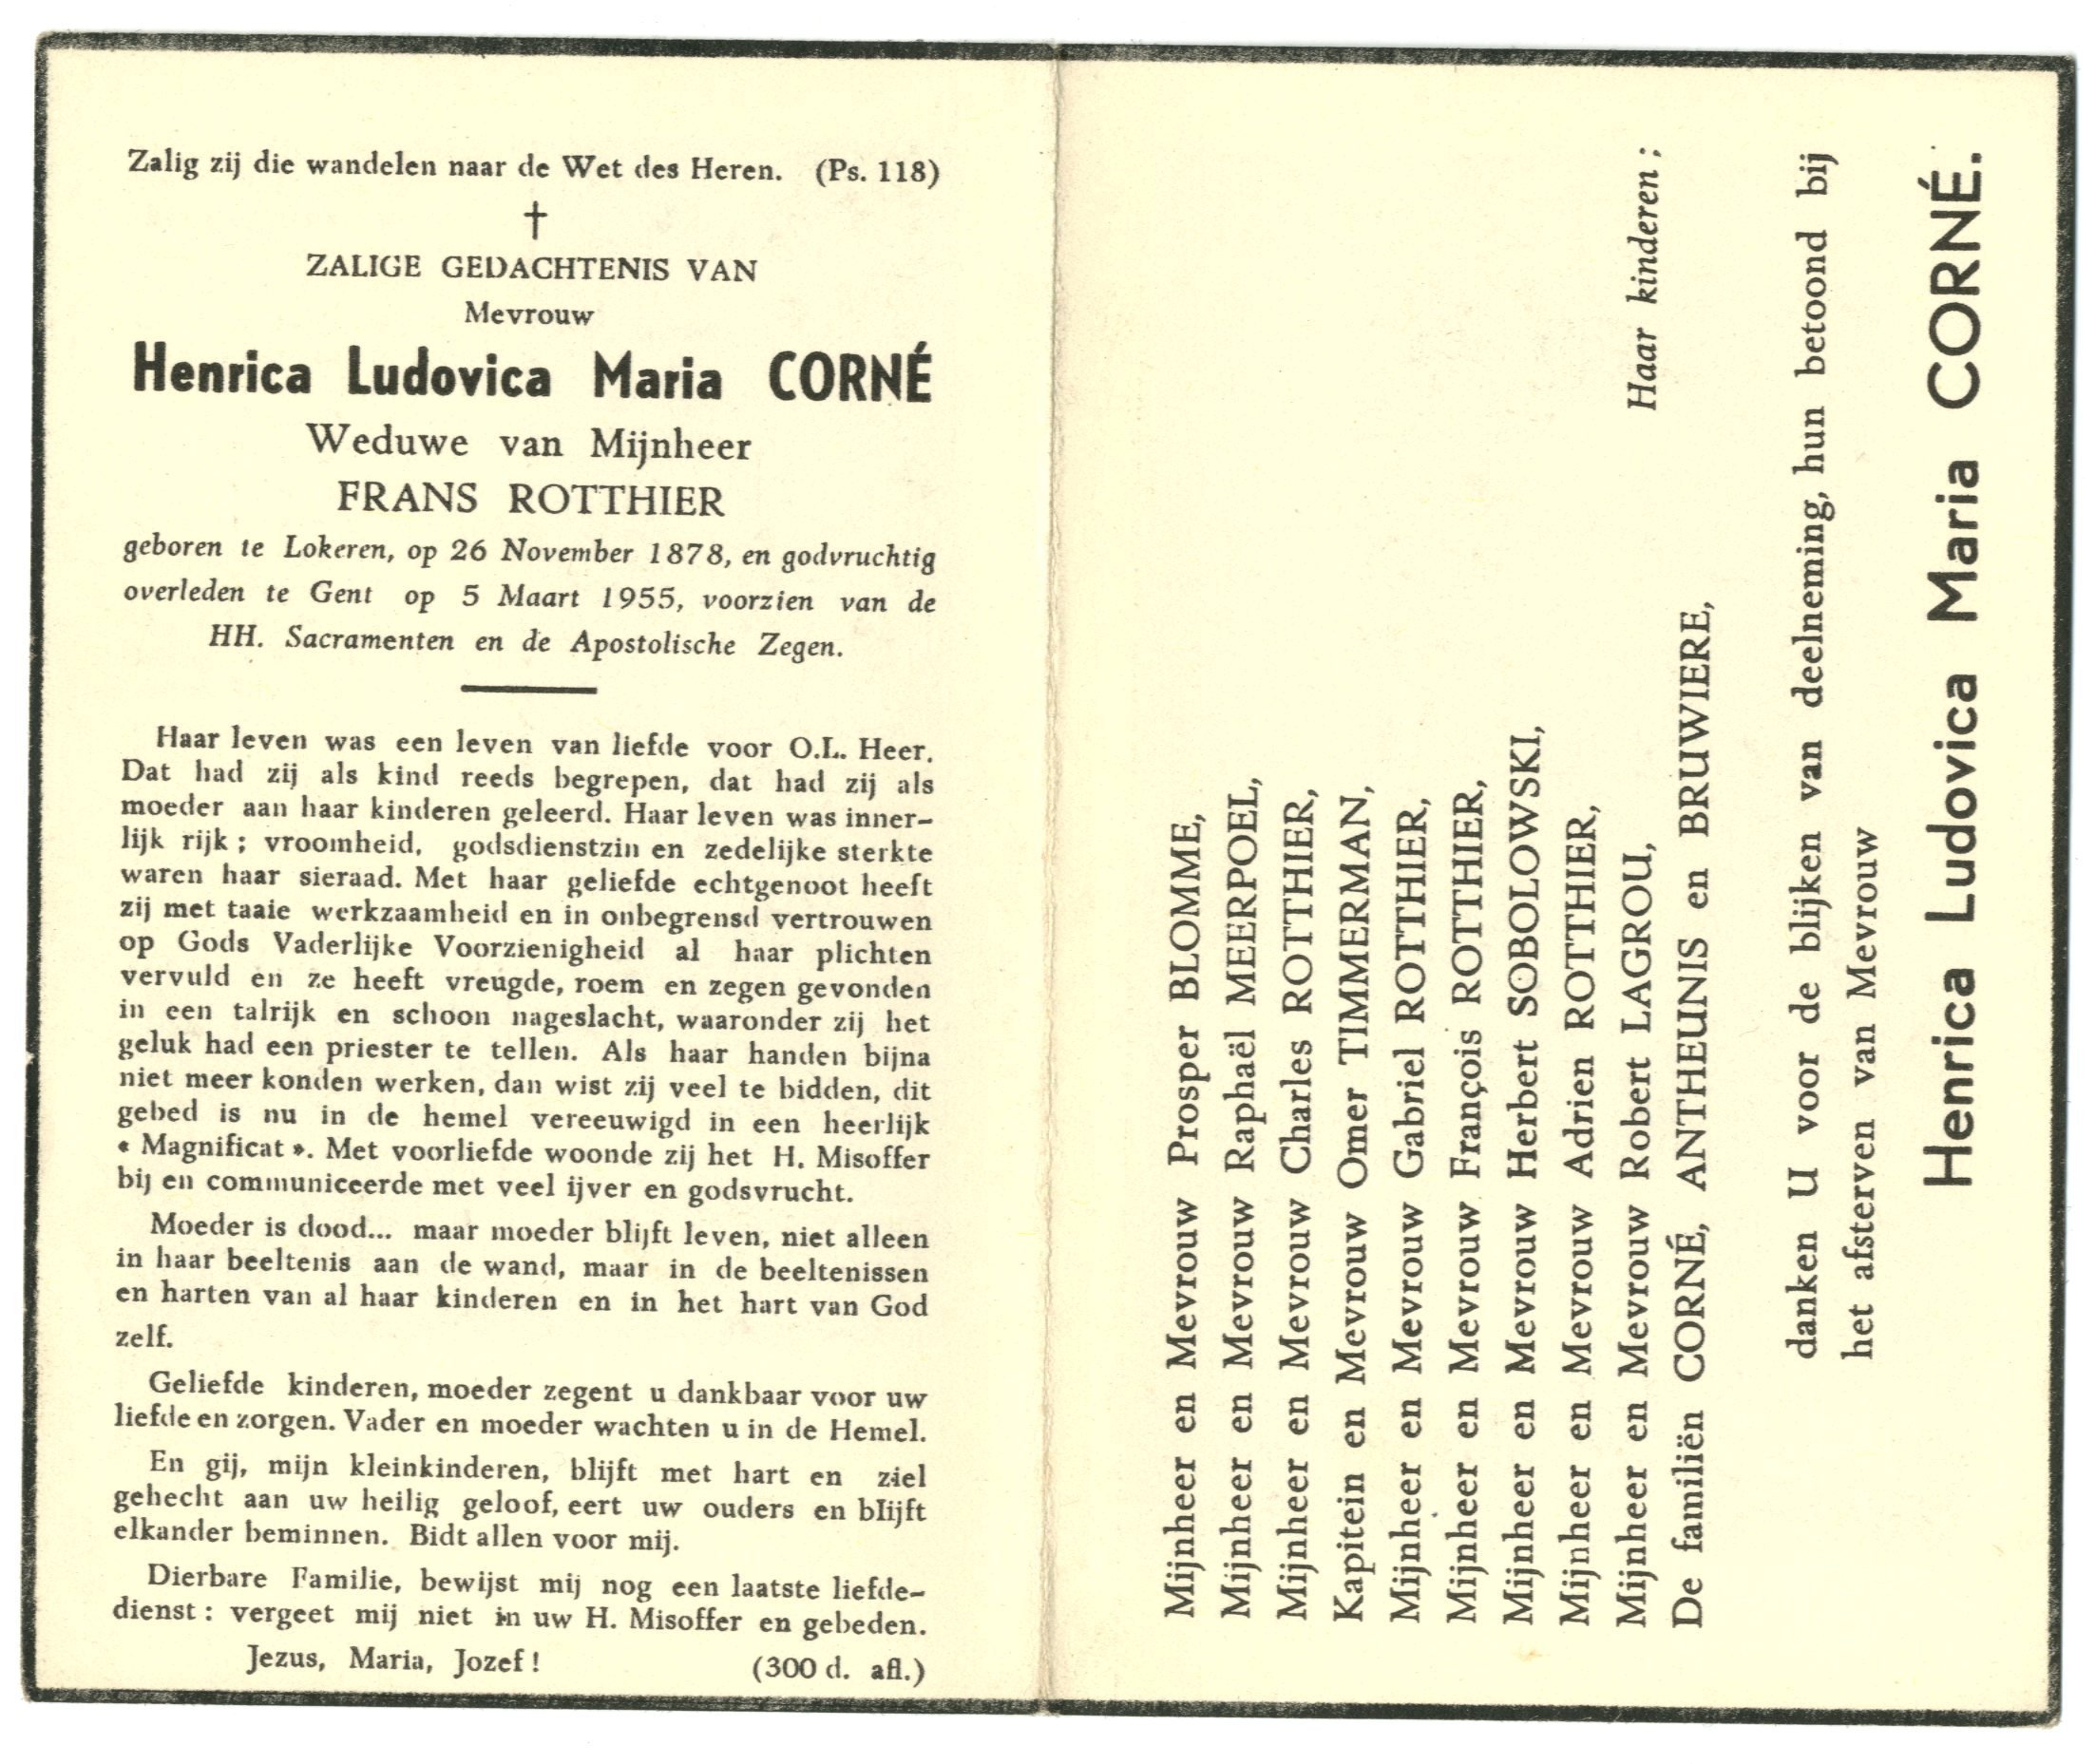 Zalig zij die wandelen naar de Wet des Heren. (Ps. 118)
†
ZALIGE GEDACHTENIS VAN
Mevrouw
Henrica Ludovica Maria CORNÉ
Weduwe van Mijnheer
FRANS ROTTHIER
geboren te Lokeren, op 26 November 1878, en godvruchtig
overleden te Gent op 5 Maart 1955, voorzien van de
HH. Sacramenten en de Apostolische Zegen.
Haar leven was een leven van liefde voor O.L. Heer.
Dat had zij als kind reeds begrepen, dat had zij als
moeder aan haar kinderen geleerd. Haar leven was inner-
lijk rijk ; vroomheid, godsdienstzin en zedelijke sterkte
waren haar sieraad. Met haar geliefde echtgenoot heeft
zij met taaie werkzaamheid en in onbegrensd vertrouwen
op Gods Vaderlijke Voorzienigheid al haar plichten
vervuld en ze heeft vreugde, roem en zegen gevonden
in een talrijk en schoon nageslacht, waaronder zij het
geluk had een priester te tellen. Als haar handen bijna
niet meer konden werken, dan wist zij veel te bidden, dit
gebed is nu in de hemel vereeuwigd in een heerlijk
« Magnificat ». Met voorliefde woonde zij het H. Misoffer
bij en communiceerde met veel ijver en godsvrucht.
Moeder is dood... maar moeder blijft leven, niet alleen
in haar beeltenis aan de wand, maar in de beeltenissen
en harten van al haar kinderen en in het hart van God
zelf.
Geliefde kinderen, moeder zegent u dankbaar voor uw
liefde en zorgen. Vader en moeder wachten u in de Hemel.
En gij, mijn kleinkinderen, blijft met hart en ziel
gehecht aan uw heilig geloof, eert uw ouders en blijft
elkander beminnen. Bidt allen voor mij.
Dierbare Familie, bewijst mij nog een laatste liefde-
dienst : vergeet mij niet in uw H. Misoffer en gebeden.
Jezus, Maria, Jozef ! (300 d. afl.)
Mijnheer en Mevrouw Prosper BLOMME,
Mijnheer en Mevrouw Raphaël MEERPOEL,
Mijnheer en Mevrouw Charles ROTTHIER,
Kapitein en Mevrouw Omer TIMMERMAN,
Mijnheer en Mevrouw Gabriel ROTTHIER,
Mijnheer en Mevrouw François ROTTHIER,
Mijnheer en Mevrouw Herbert SOBOLOWSKI,
Mijnheer en Mevrouw Adrien ROTTHIER,
Mijnheer en Mevrouw Robert LAGROU,
Haar kinderen ;
De familiën CORNÉ, ANTHEUNIS en BRUWIERE,
danken U voor de blijken van deelneming, hun betoond bij
het afsterven van Mevrouw
Henrica Ludovica Maria CORNÉ.